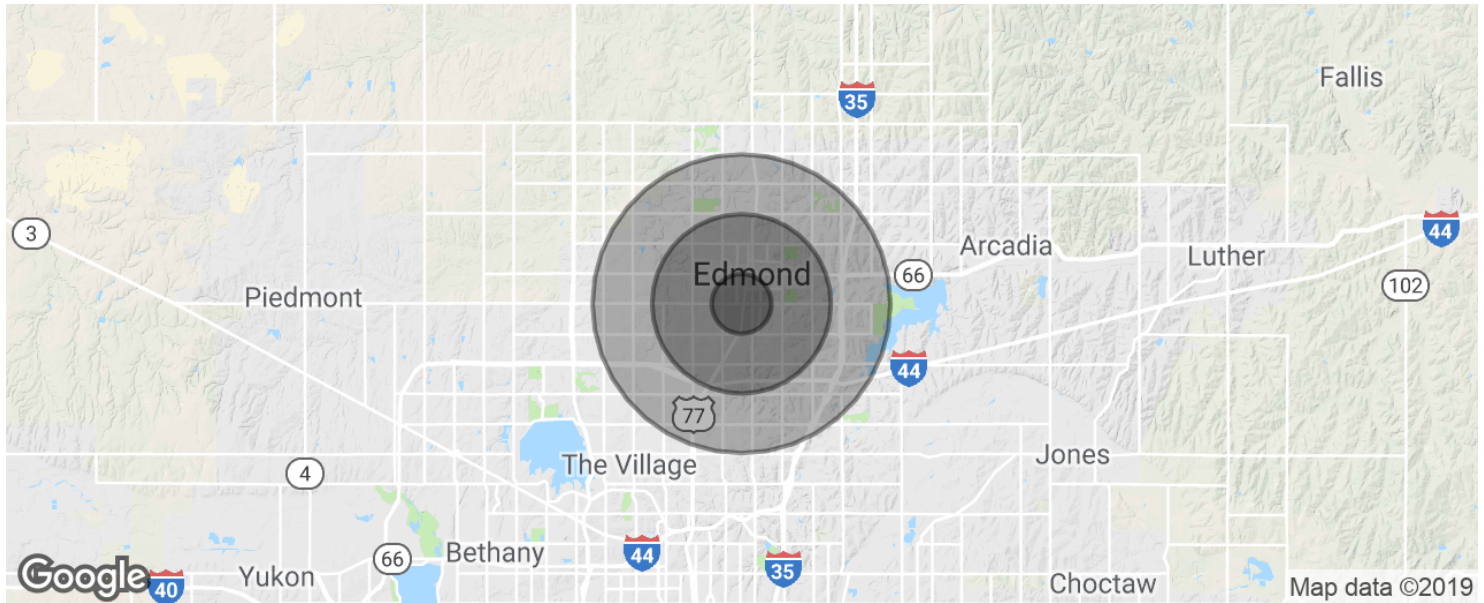 Fallis
35
3
44
Arcadia
Luther
Edmond
66
102
Piedmont
44
77
The Village
Jones
4
Bethany
44
66
35
Google
40
Yukon
Choctaw
Map data ©2019